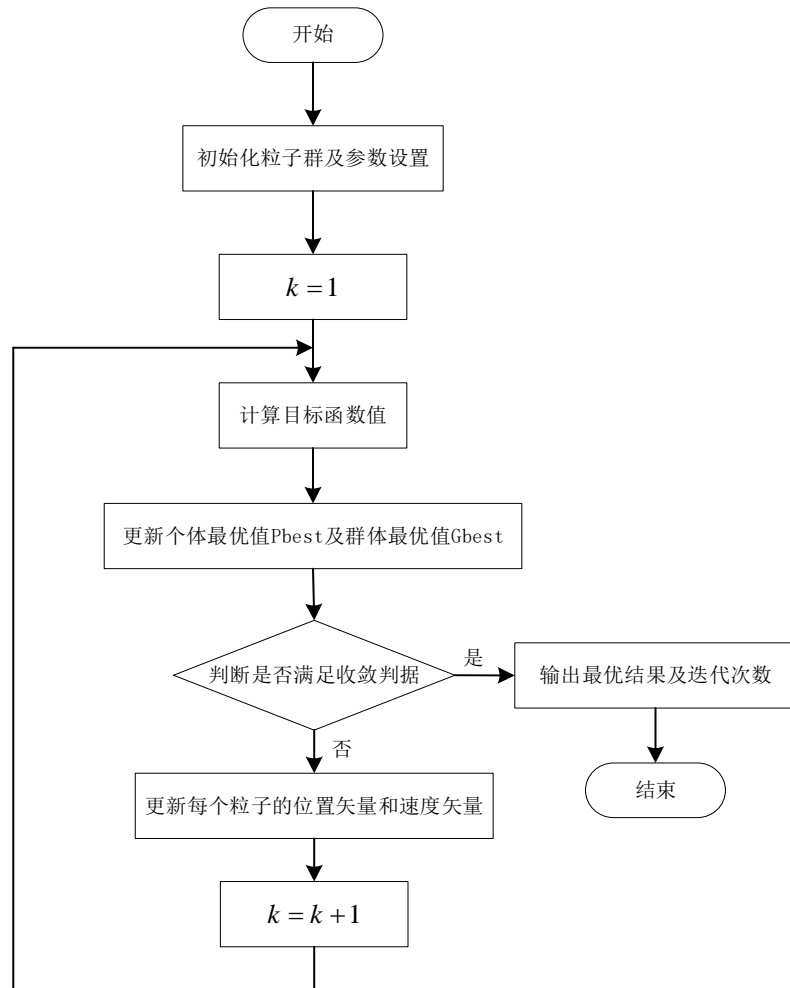 开始
初始化粒子群及参数设置
k = 1
计算目标函数值
更新个体最优值Pbest及群体最优值Gbest
判断是否满足收敛判据
是
输出最优结果及迭代次数
否
结束
更新每个粒子的位置矢量和速度矢量
k = k + 1